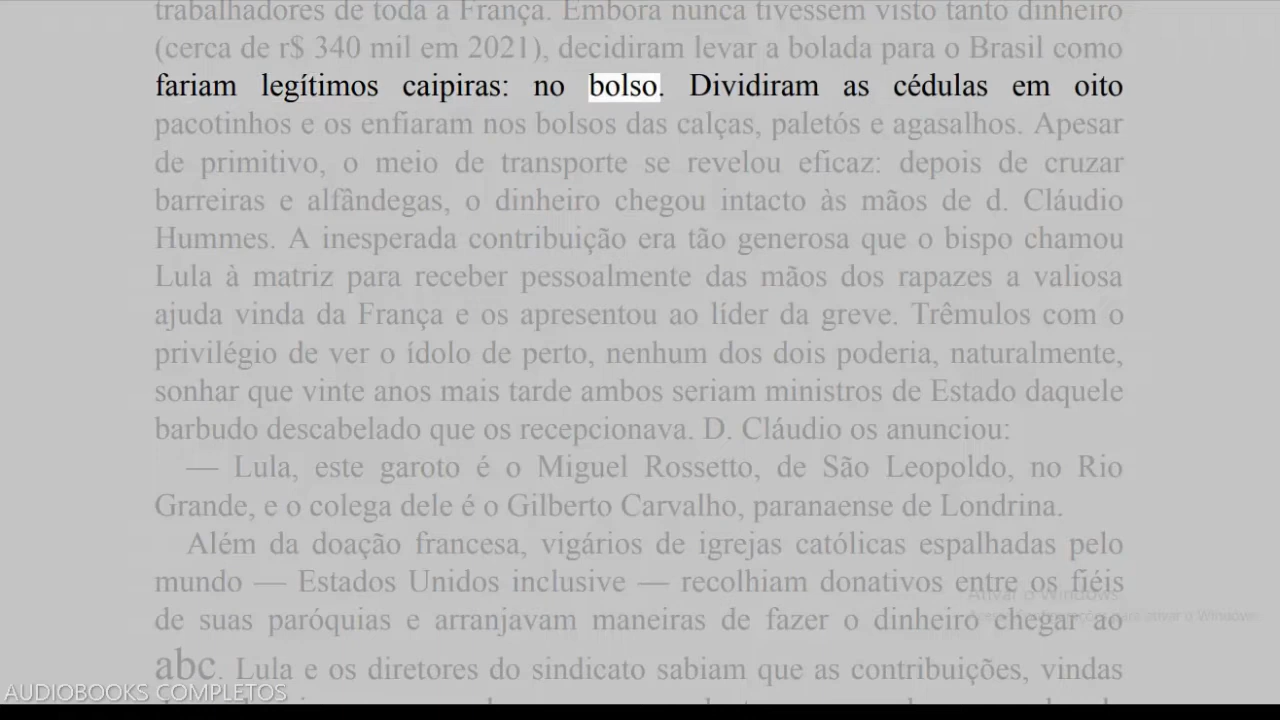 trabalhadores de toda a França. Embora nunca tivessem visto tanto dinheiro
(cerca de r$ 340 mil em 2021), decidiram levar a bolada para o Brasil como
fariam legítimos caipiras: no bolso. Dividiram as cédulas em oito
pacotinhos e os enfiaram nos bolsos das calças, paletós e agasalhos. Apesar
de primitivo, o meio de transporte se revelou eficaz: depois de cruzar
barreiras e alfândegas, o dinheiro chegou intacto às mãos de d. Cláudio
Hummes. A inesperada contribuição era tão generosa que o bispo chamou
Lula à matriz para receber pessoalmente das mãos dos rapazes a valiosa
ajuda vinda da França e os apresentou ao líder da greve. Trêmulos com o
privilégio de ver o ídolo de perto, nenhum dos dois poderia, naturalmente,
sonhar que vinte anos mais tarde ambos seriam ministros de Estado daquele
barbudo descabelado que os recepcionava. D. Cláudio os anunciou:
— Lula, este garoto é o Miguel Rossetto, de São Leopoldo, no Rio
Grande, e o colega dele é o Gilberto Carvalho, paranaense de Londrina.
Além da doação francesa, vigários de igrejas católicas espalhadas pelo
mundo — Estados Unidos inclusive — recolhiam donativos entre os fiéis
Ativar o Windows
de suas paróquias e arranjavam maneiras de fazer o dinheiro chegar ao
para ativar o Windows.
abc. Lula e os diretores do sindicato sabiam que as contribuições, vindas
AUDIOBOOKS COMPLETOS